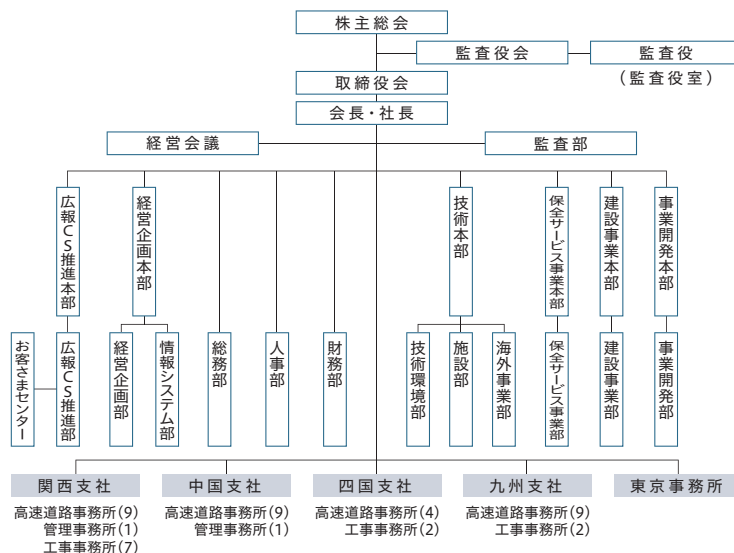 株主総会
監査役会
監査役
(監査役室)
取締役会
会長・社長
経営会議
監査部
広報CS推進本部
経営企画本部
技術本部
保全サービス事業本部
建設事業本部
事業開発本部
お客さまセンター
広報CS推進部
経営企画部
情報システム部
総務部
人事部
財務部
技術環境部
施設部
海外事業部
保全サービス事業部
建設事業部
事業開発部
関西支社
高速道路事務所(9)
管理事務所(1)
工事事務所(7)
中国支社
高速道路事務所(9)
管理事務所(1)
四国支社
高速道路事務所(4)
工事事務所(2)
九州支社
高速道路事務所(9)
工事事務所(2)
東京事務所